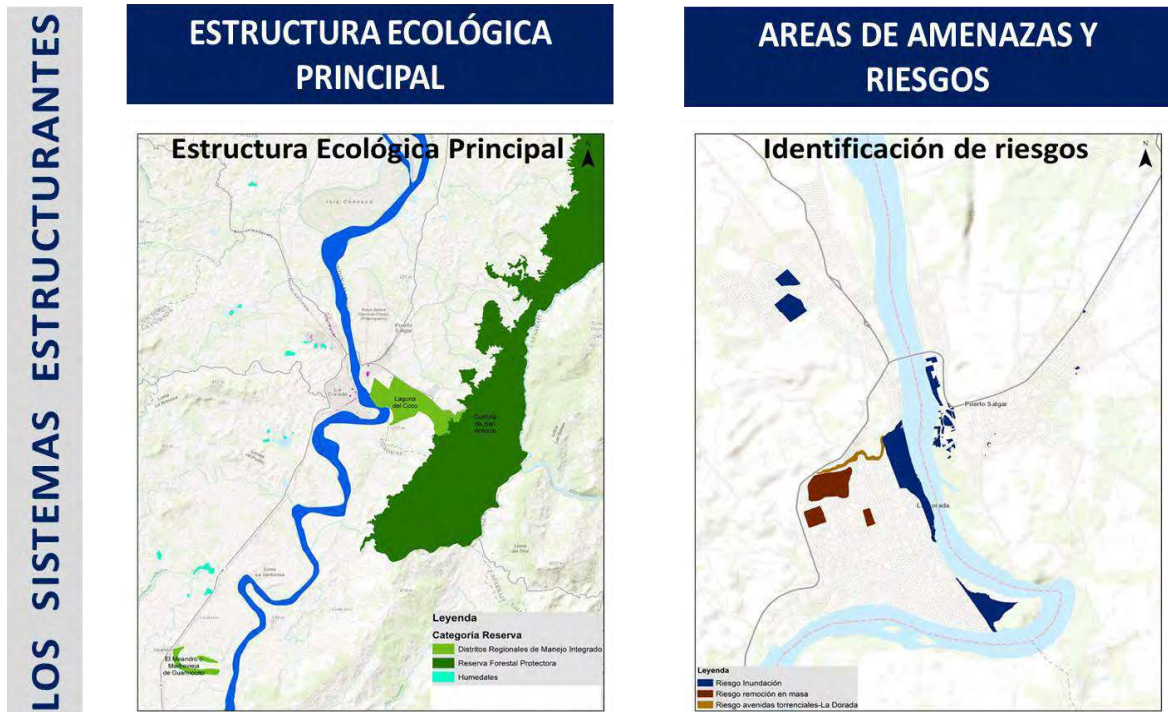 LOS SISTEMAS ESTRUCTURANTES
ESTRUCTURA ECOLÓGICA
PRINCIPAL
Estructura Ecológica Principal
N
Puerto
Salgar
La
Dorada
Laguna
del Coco
Cuchilla
de San
Antonio
El Meandro o
Madrevieja
de Guarinocito
Leyenda
Categoria Reserva
Distritos Regionales de Manejo Integrado
Reserva Forestal Protectora
Humedales
AREAS DE AMENAZAS Y
RIESGOS
Identificación de riesgos
N
Puerto Salgar
La Dorada
Leyenda
Riesgo Inundación
Riesgo remoción en masa
Riesgo avenidas torrenciales-La Dorada